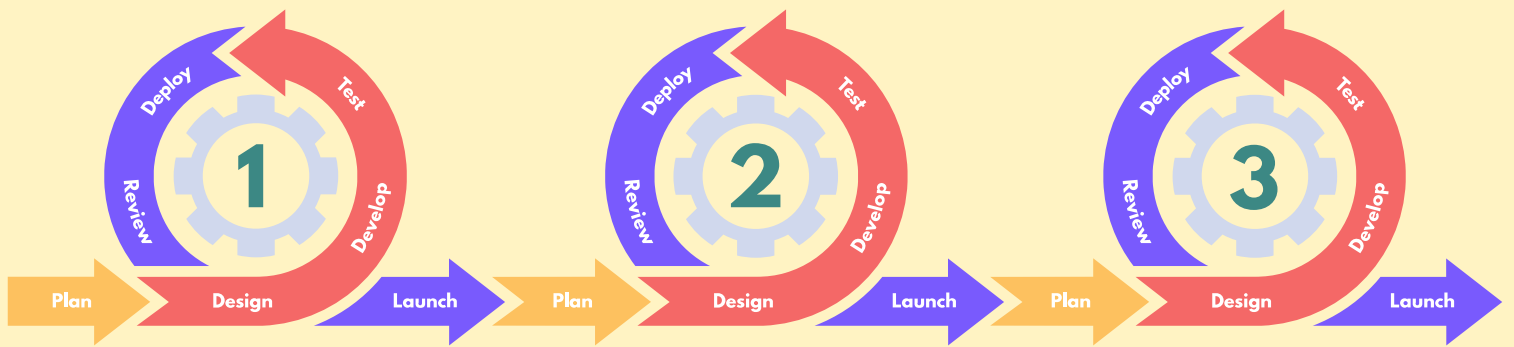 Plan
Design
Develop
Test
Deploy
Review
Launch
1
Plan
Design
Develop
Test
Deploy
Review
Launch
2
Plan
Design
Develop
Test
Deploy
Review
Launch
3